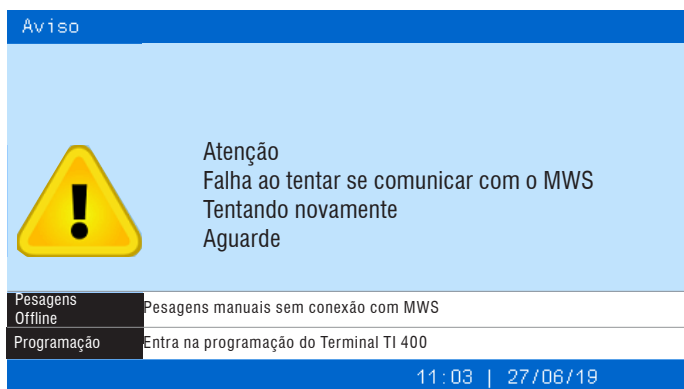 Aviso
Atenção
Falha ao tentar se comunicar com o MWS
Tentando novamente
Aguarde
Pesagens
Offline
Pesagens manuais sem conexão com MWS
Programação
Entra na programação do Terminal TI 400
11:03 | 27/06/19